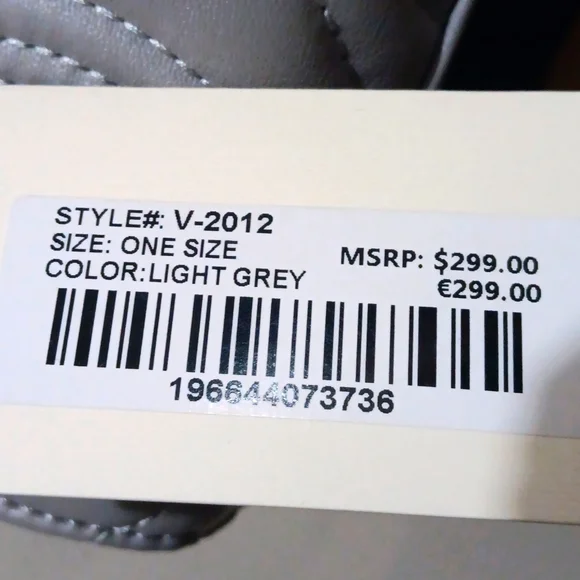 STYLE#: V-2012
SIZE: ONE SIZE
COLOR:LIGHT GREY
MSRP: $299.00
€299.00
196644073736